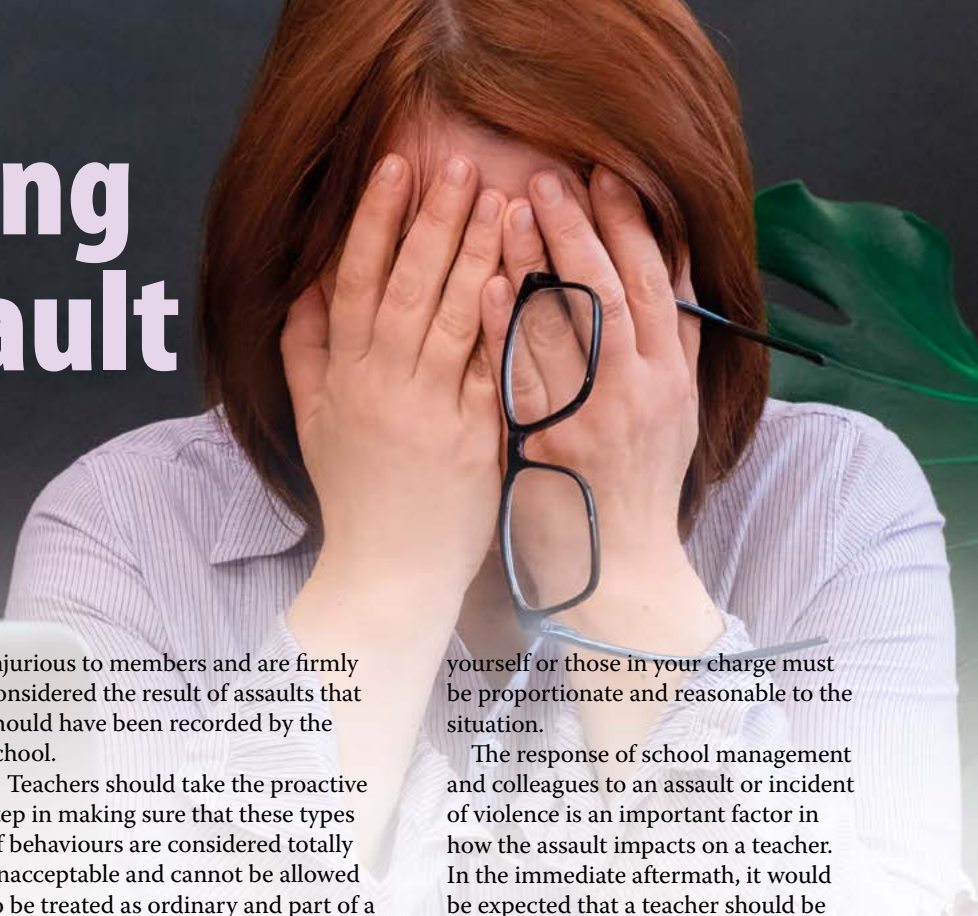 ng
ault
njurious to members and are firmly
onsidered the result of assaults that
hould have been recorded by the
chool.
Teachers should take the proactive
tep in making sure that these types
f behaviours are considered totally
nacceptable and cannot be allowed
o be treated as ordinary and part of a
yourself or those in your charge must
be proportionate and reasonable to the
situation.
The response of school management
and colleagues to an assault or incident
of violence is an important factor in
how the assault impacts on a teacher.
In the immediate aftermath, it would
be expected that a teacher should be